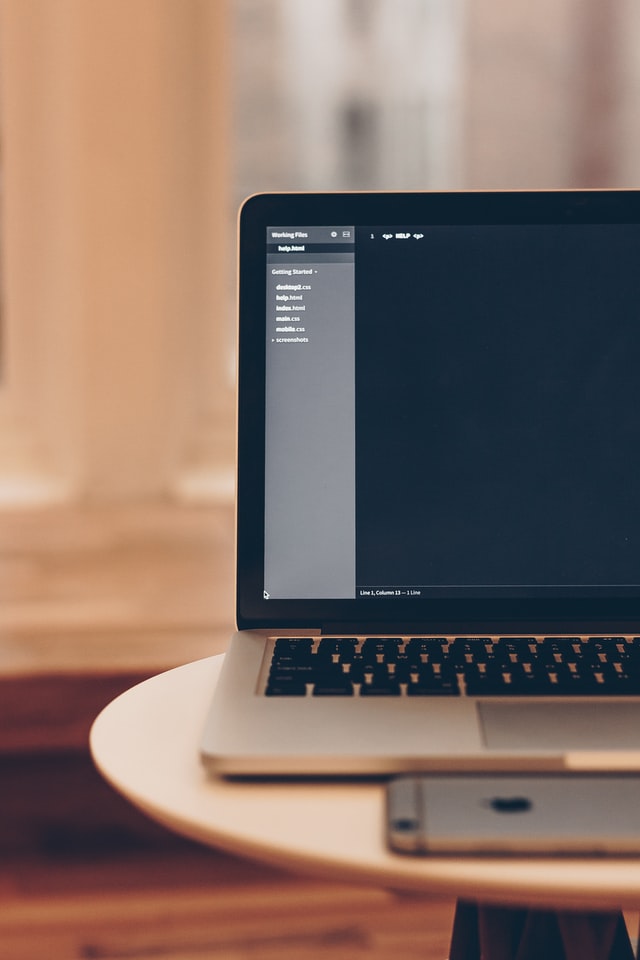 Working Files
help.html
Getting Started
desktop2.css
help.html
index.html
main.css
mobile.css
screenshots
1 <p> HELP <p>
Line 1, Column 13 — 1 Line